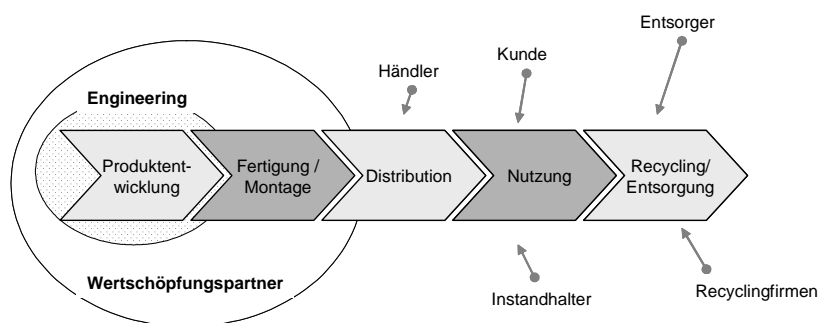 Entsorger
Kunde
Händler
Engineering
Produktent-
wicklung
Fertigung /
Montage
Distribution
Nutzung
Recycling/
Entsorgung
Wertschöpfungspartner
Instandhalter
Recyclingfirmen